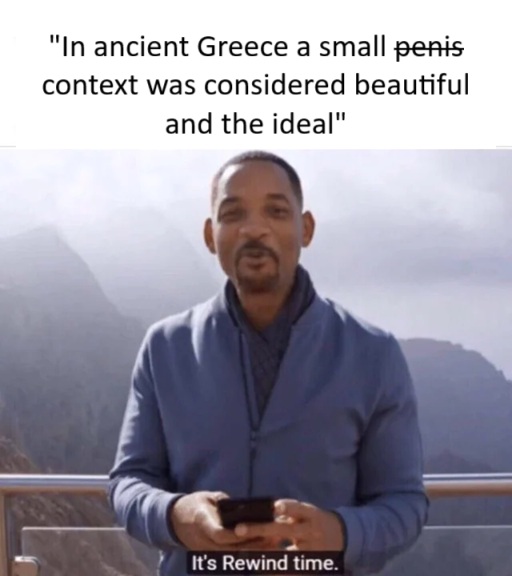 "In ancient Greece a small penis
context was considered beautiful
and the ideal"
It's Rewind time.